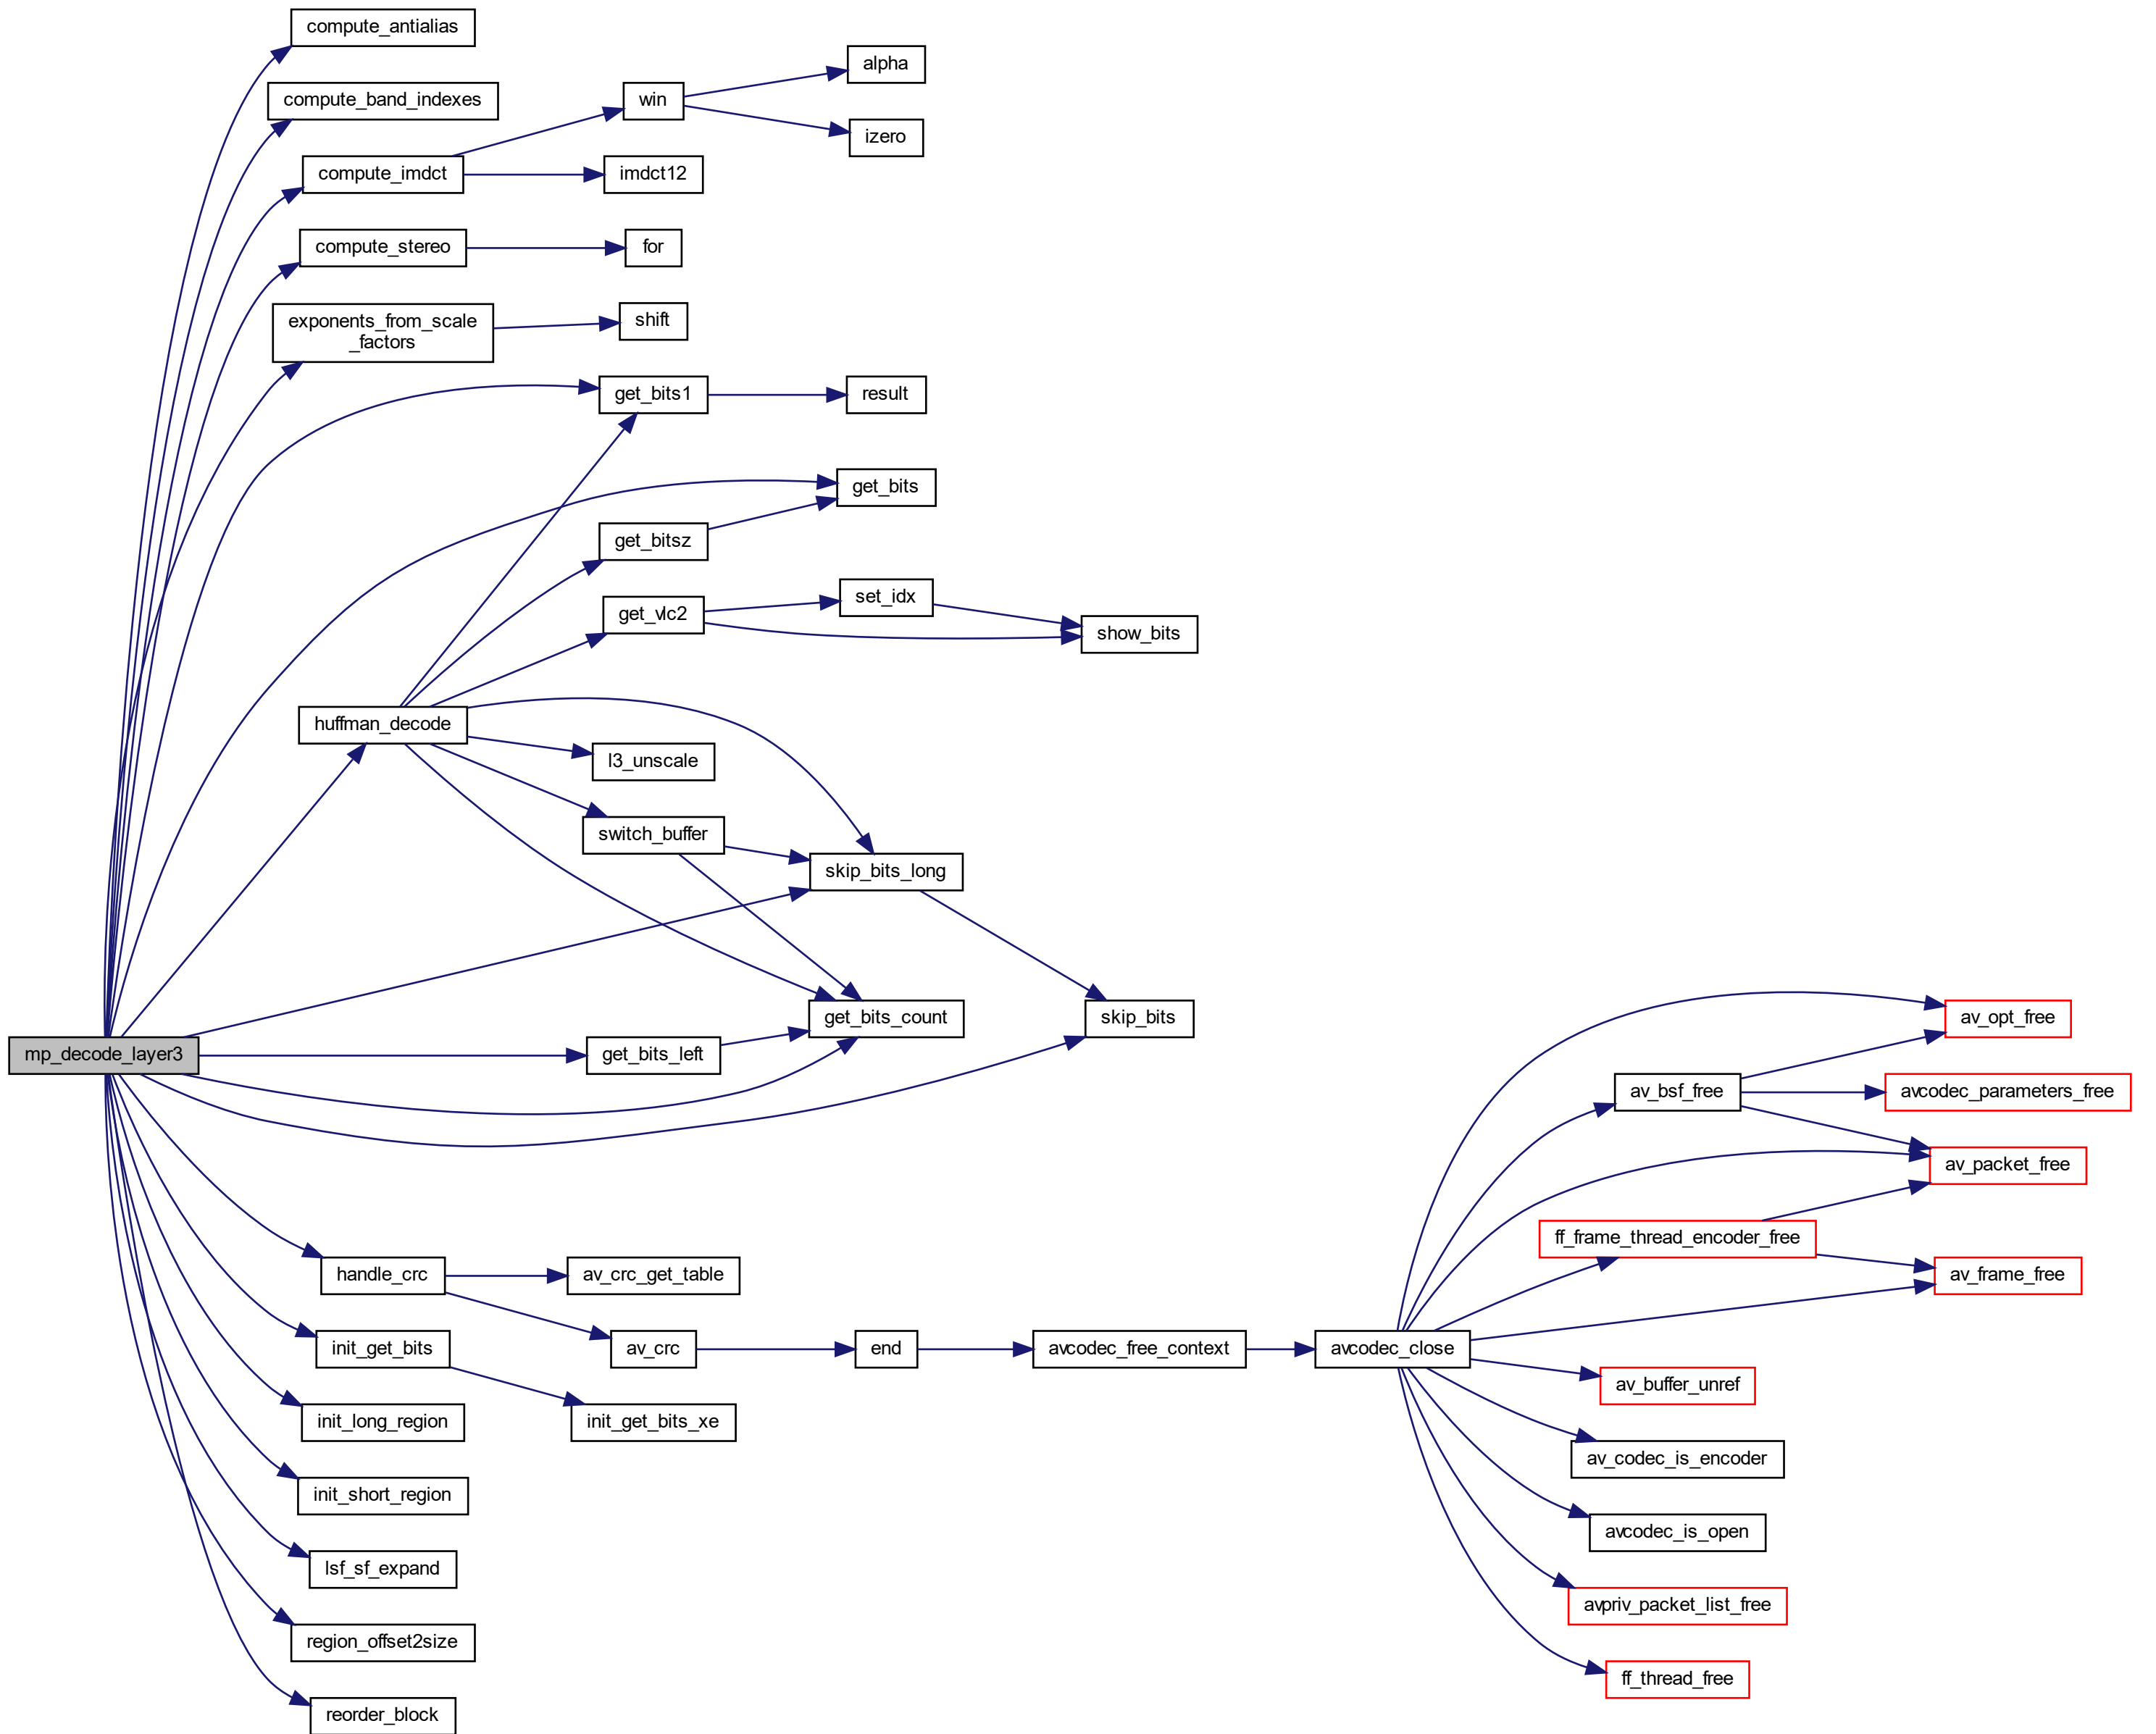 compute_antialias
compute_band_indexes
win
alpha
izero
compute_imdct
imdct12
compute_stereo
for
exponents_from_scale
_factors
shift
get_bits1
result
get_bits
get_bitsz
get_vlc2
set_idx
show_bits
huffman_decode
l3_unscale
switch_buffer
skip_bits_long
get_bits_count
skip_bits
mp_decode_layer3
get_bits_left
av_opt_free
av_bsf_free
avcodec_parameters_free
av_packet_free
ff_frame_thread_encoder_free
av_frame_free
handle_crc
av_crc_get_table
init_get_bits
av_crc
end
avcodec_free_context
avcodec_close
av_buffer_unref
init_long_region
init_get_bits_xe
av_codec_is_encoder
init_short_region
avcodec_is_open
lsf_sf_expand
avpriv_packet_list_free
region_offset2size
ff_thread_free
reorder_block